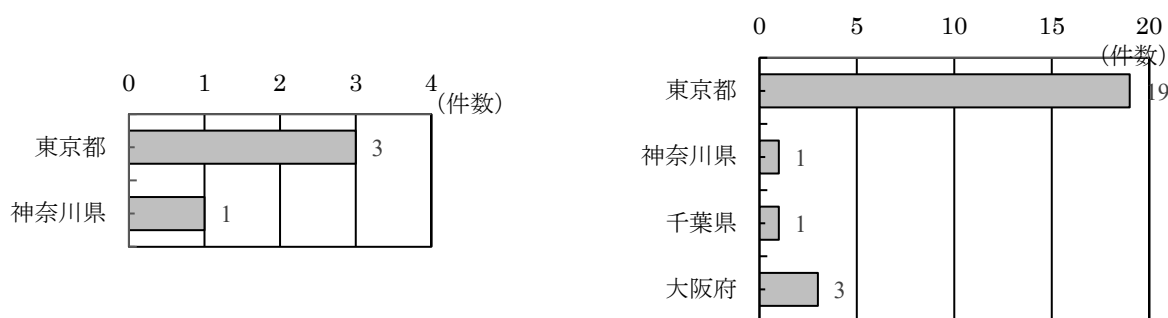 0 1 2 3 4
(件数)
東京都 3
神奈川県 1
0 5 10 15 20
(件数)
東京都 19
神奈川県 1
千葉県 1
大阪府 3